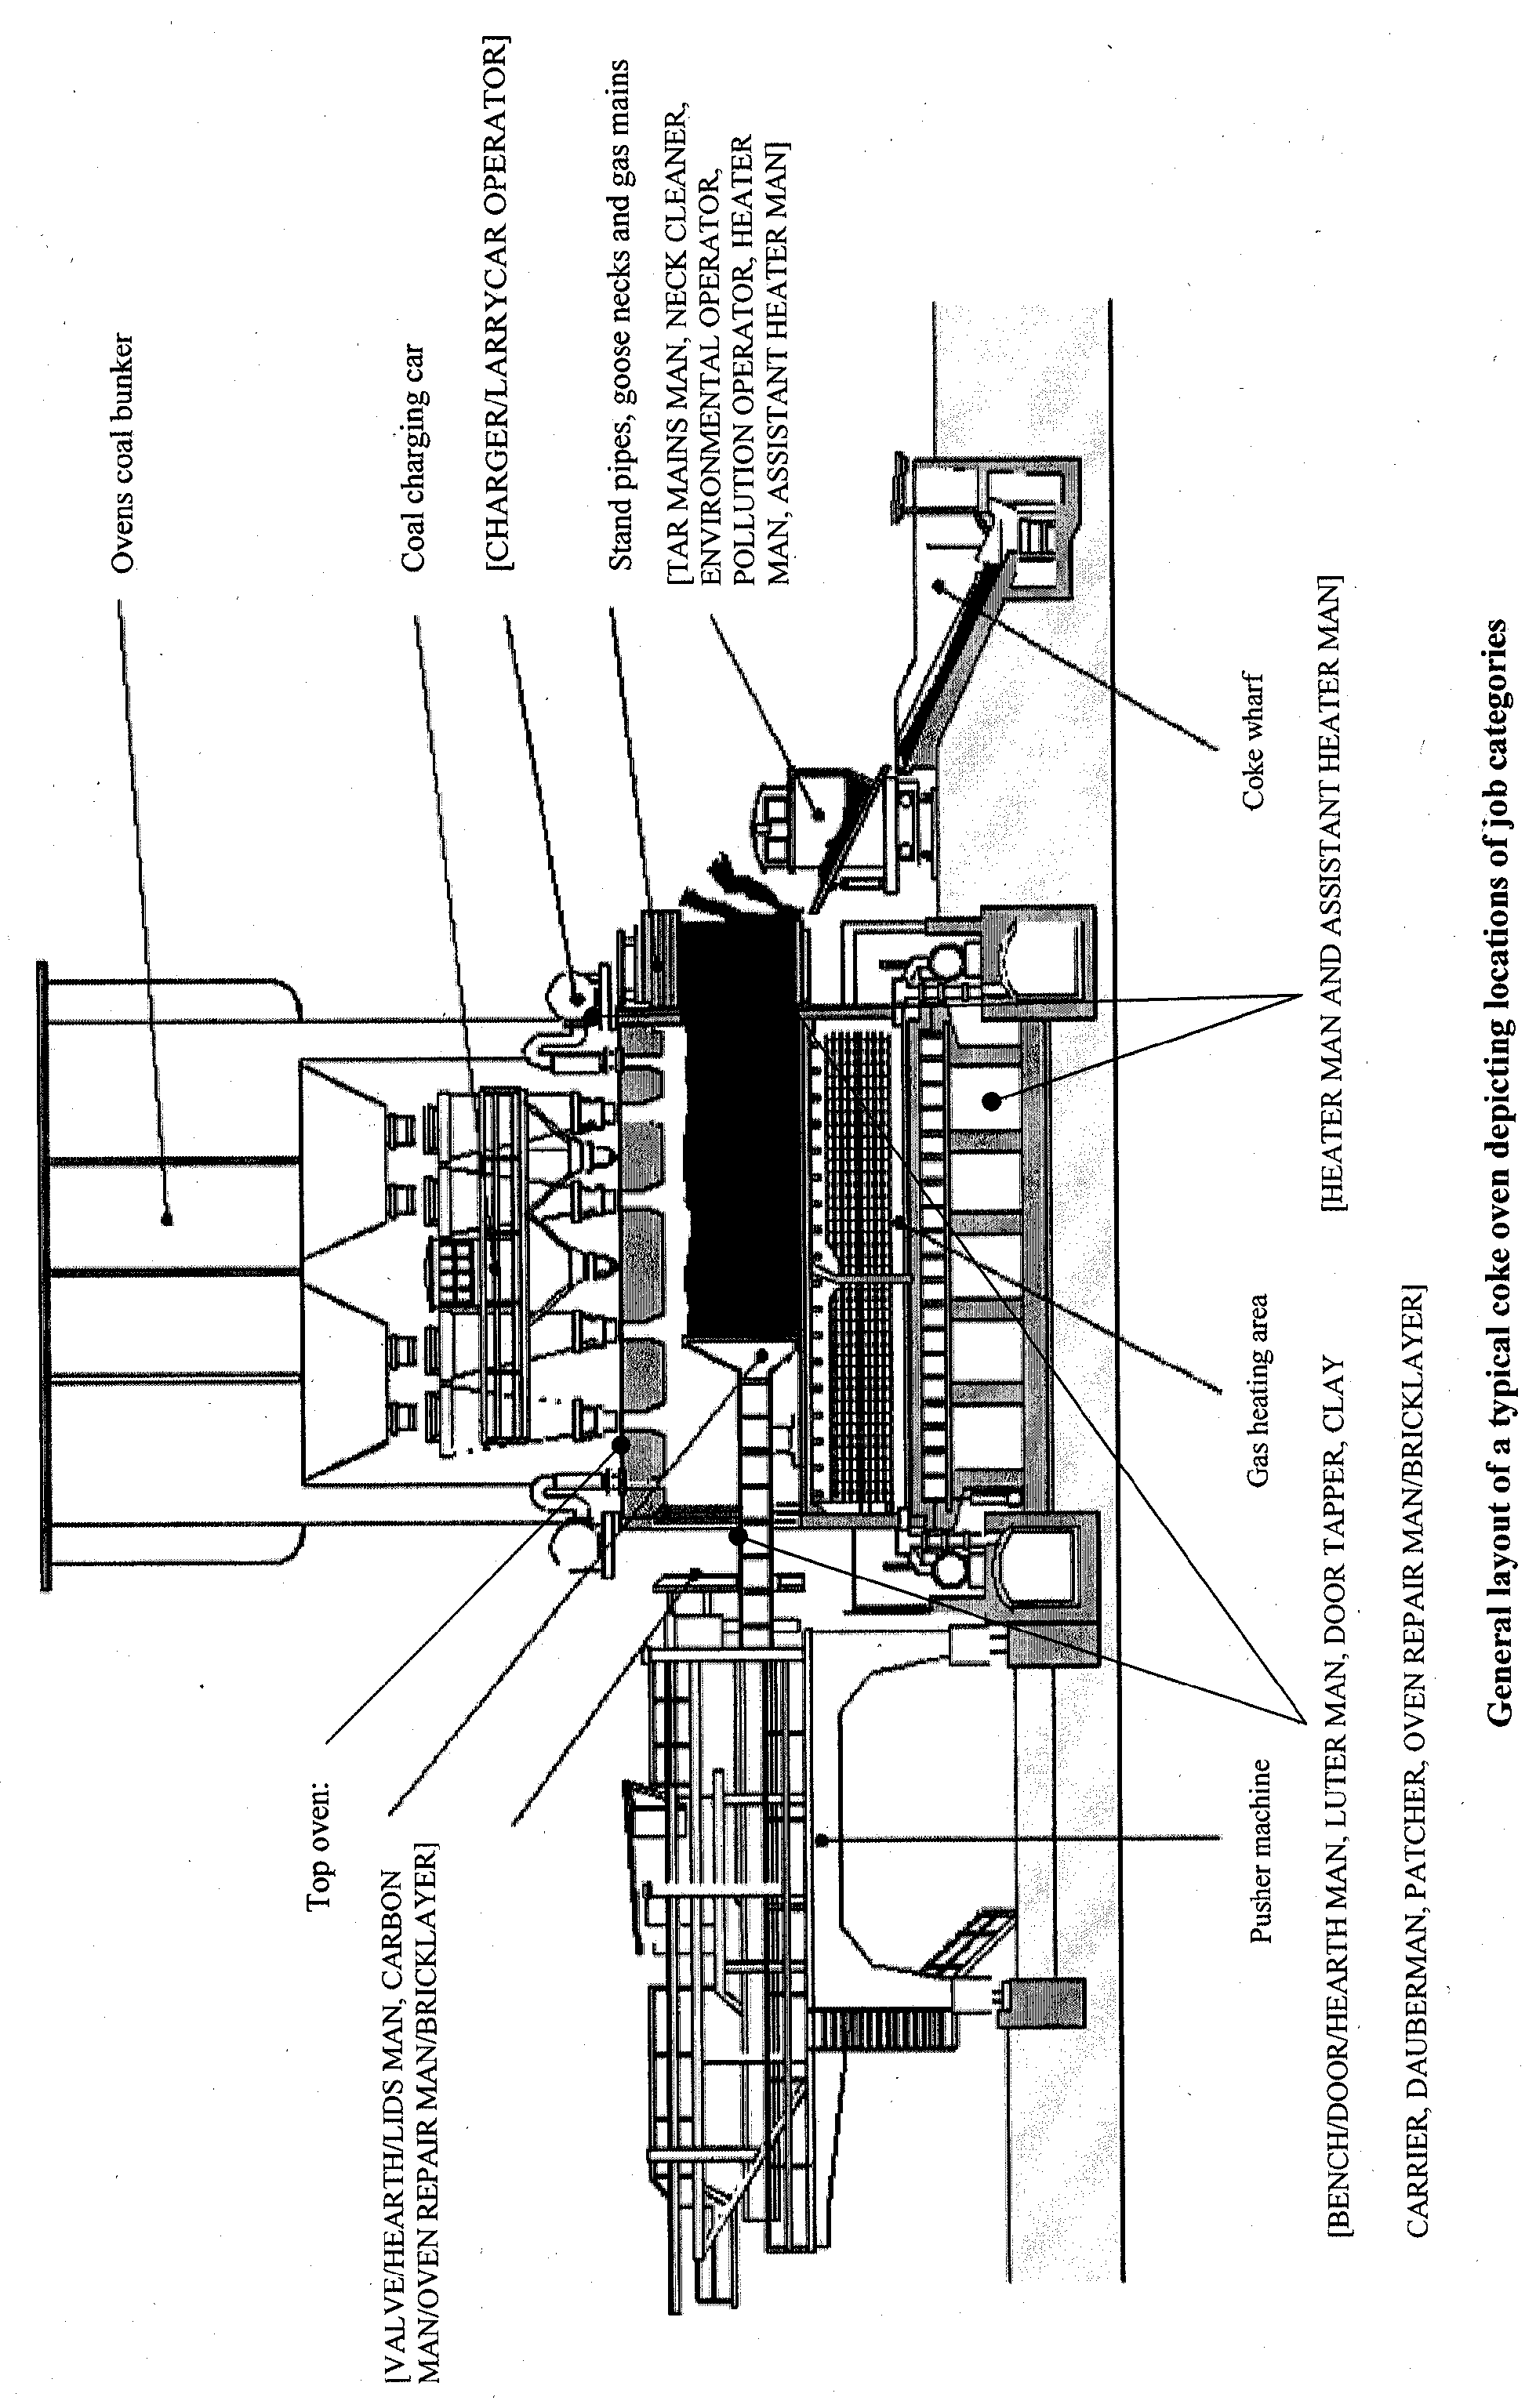 Ovens coal bunker
Coal charging car
[CHARGER/LARRYCAR OPERATOR]
Stand pipes, goose necks and gas mains
[TAR MAINS MAN, NECK CLEANER,
ENVIRONMENTAL OPERATOR,
POLLUTION OPERATOR, HEATER
MAN, ASSISTANT HEATER MAN]
Top oven:
[VALVE/HEARTH/LIDS MAN, CARBON
MAN/OVEN REPAIR MAN/BRICKLAYER]
Pusher machine
Gas heating area
Coke wharf
[BENCH/DOOR/HEARTH MAN, LUTER MAN, DOOR TAPPER, CLAY
CARRIER, DAUBERMAN, PATCHER, OVEN REPAIR MAN/BRICKLAYER]
[HEATER MAN AND ASSISTANT HEATER MAN]
General layout of a typical coke oven depicting locations of job categories